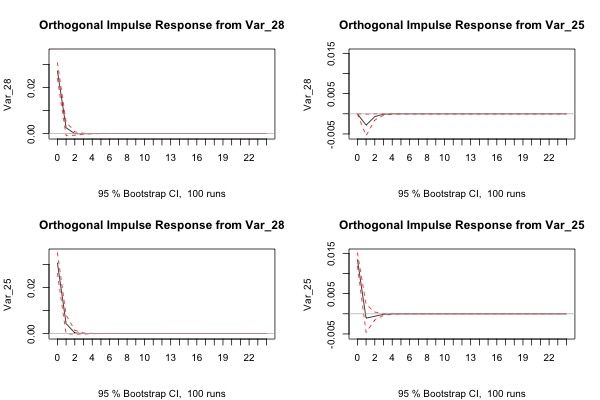 Orthogonal Impulse Response from Var_28
Var_28
0.02
0.00
0 2 4 6 8 10 13 16 19 22
95 % Bootstrap CI, 100 runs
Orthogonal Impulse Response from Var_25
Var_28
0.015
0.005
-0.005
0 2 4 6 8 10 13 16 19 22
95 % Bootstrap CI, 100 runs
Orthogonal Impulse Response from Var_28
Var_25
0.02
0.00
0 2 4 6 8 10 13 16 19 22
95 % Bootstrap CI, 100 runs
Orthogonal Impulse Response from Var_25
Var_25
0.015
0.005
-0.005
0 2 4 6 8 10 13 16 19 22
95 % Bootstrap CI, 100 runs